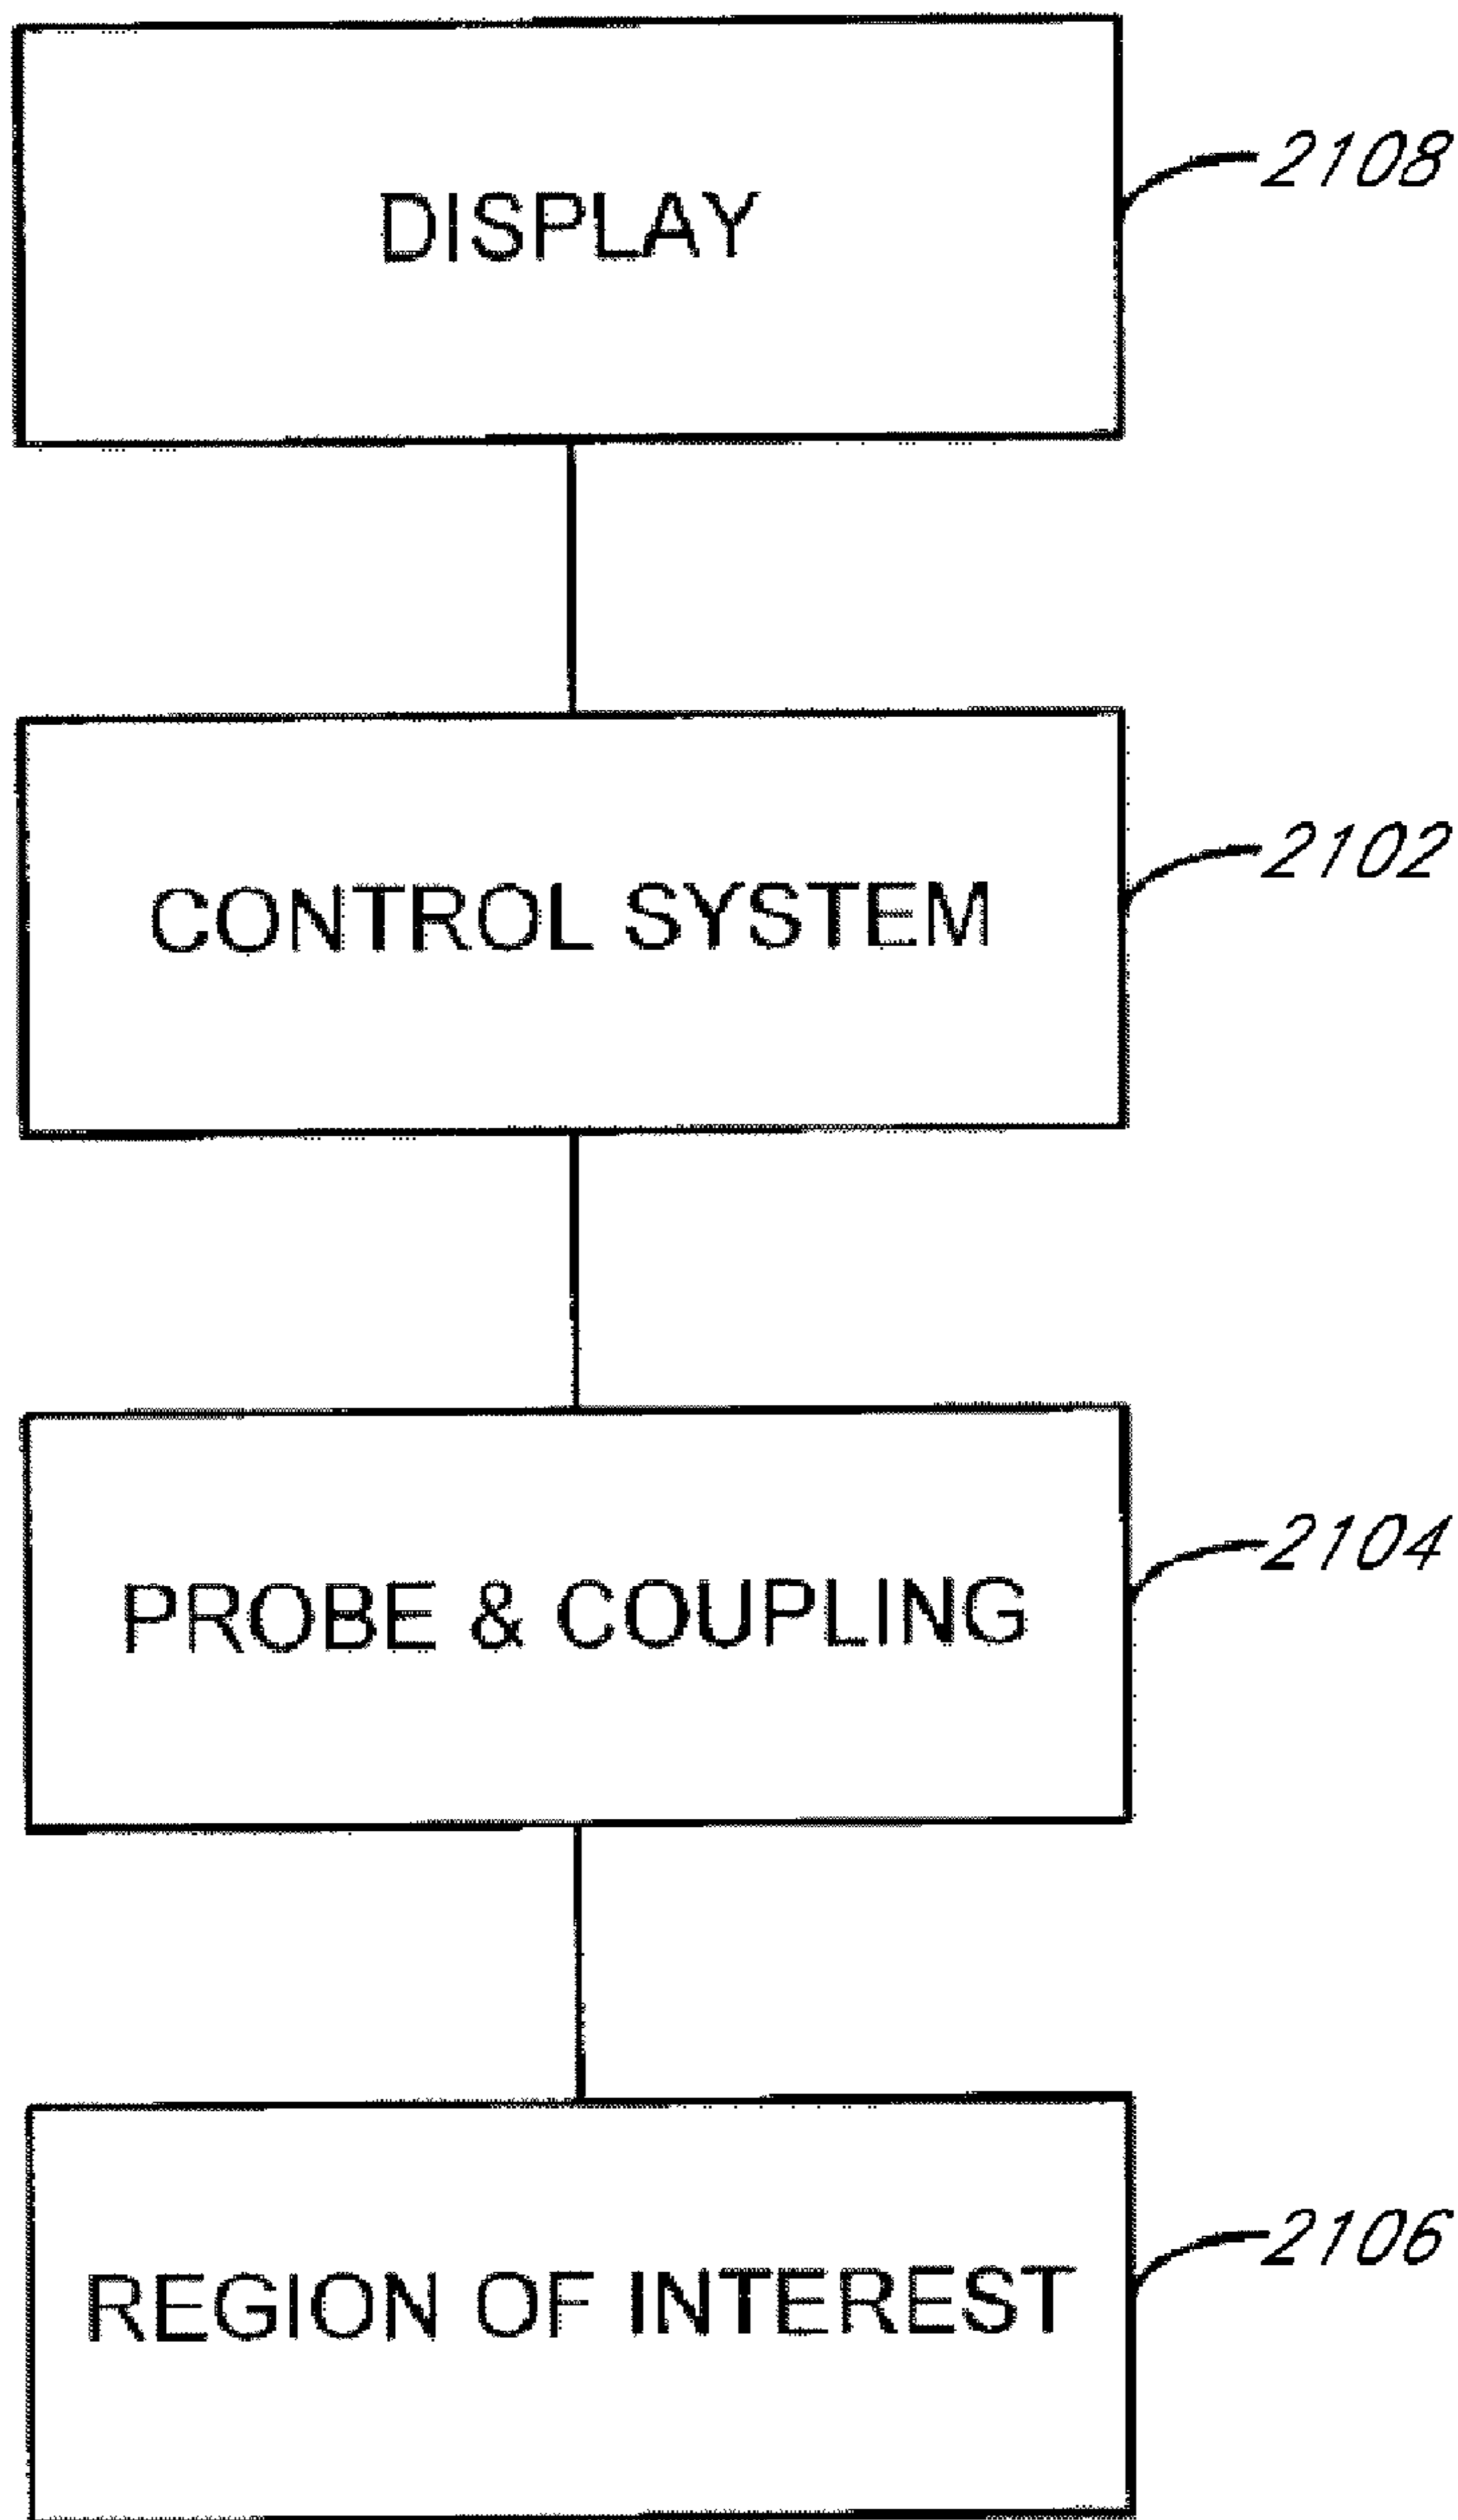 DISPLAY
2108
CONTROL SYSTEM
2102
PROBE & COUPLING
2104
REGION OF INTEREST
2106